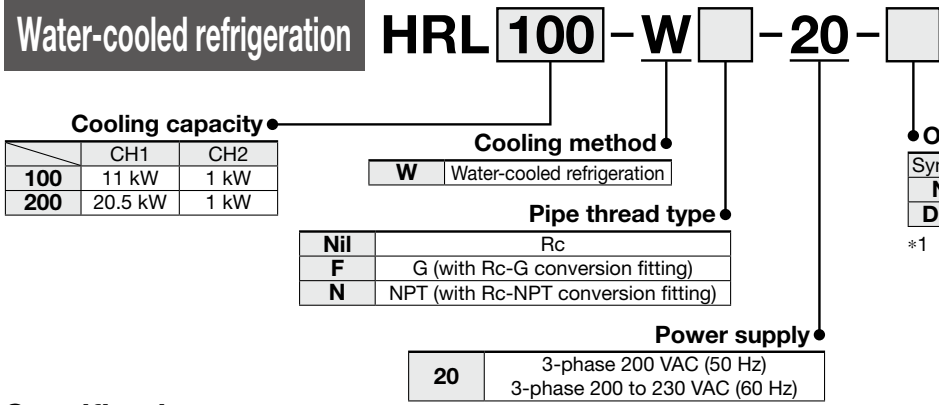 Water-cooled refrigeration HRL 100 - W - 20 -
Cooling capacity
CH1 CH2
100 11 kW 1 kW
200 20.5 kW 1 kW
Cooling method
W Water-cooled refrigeration
Pipe thread type
Nil Rc
F G (with Rc-G conversion fitting)
N NPT (with Rc-NPT conversion fitting)
Power supply
20 3-phase 200 VAC (50 Hz)
3-phase 200 to 230 VAC (60 Hz)
*1